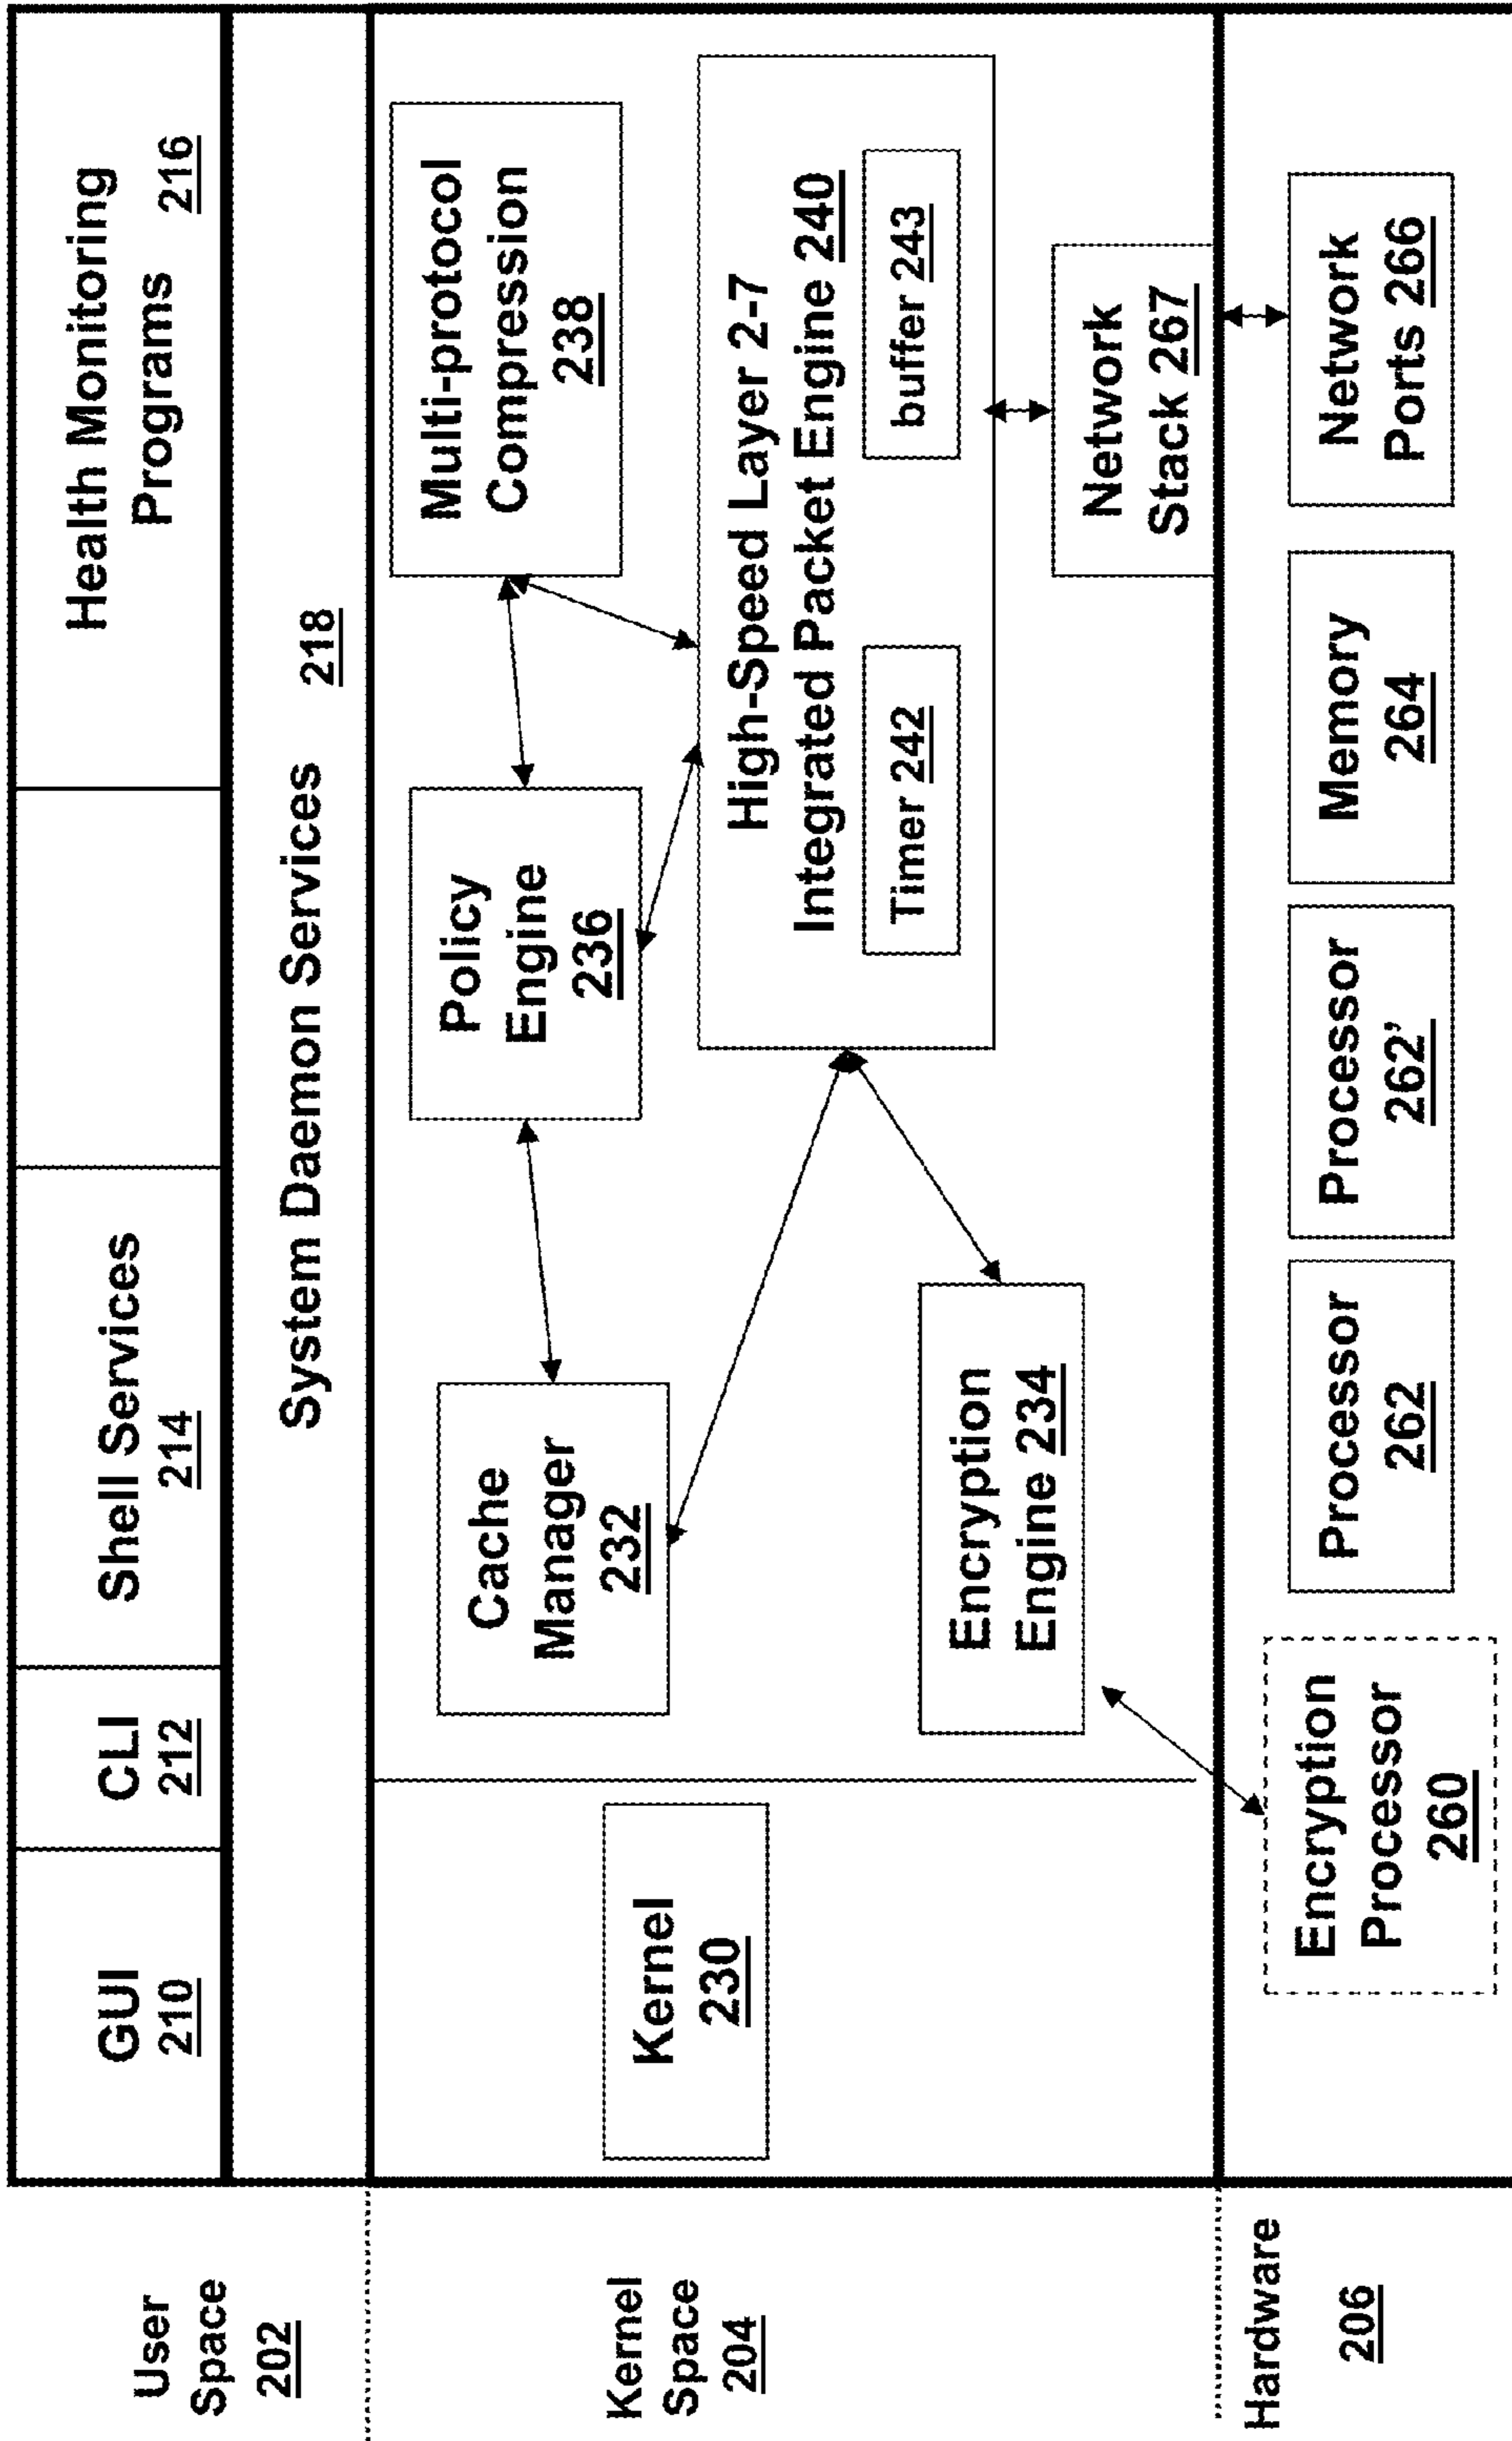 User
Space
202
GUI
210
CLI
212
Shell Services
214
Health Monitoring
Programs 216
System Daemon Services 218
Kernel
Space
204
Kernel
230
Cache
Manager
232
Policy
Engine
236
Multi-protocol
Compression
238
High-Speed Layer 2-7
Integrated Packet Engine 240
Timer 242
buffer 243
Encryption
Engine 234
Network
Stack 267
Hardware
206
Encryption
Processor
260
Processor
262
Processor
262’
Memory
264
Network
Ports 266